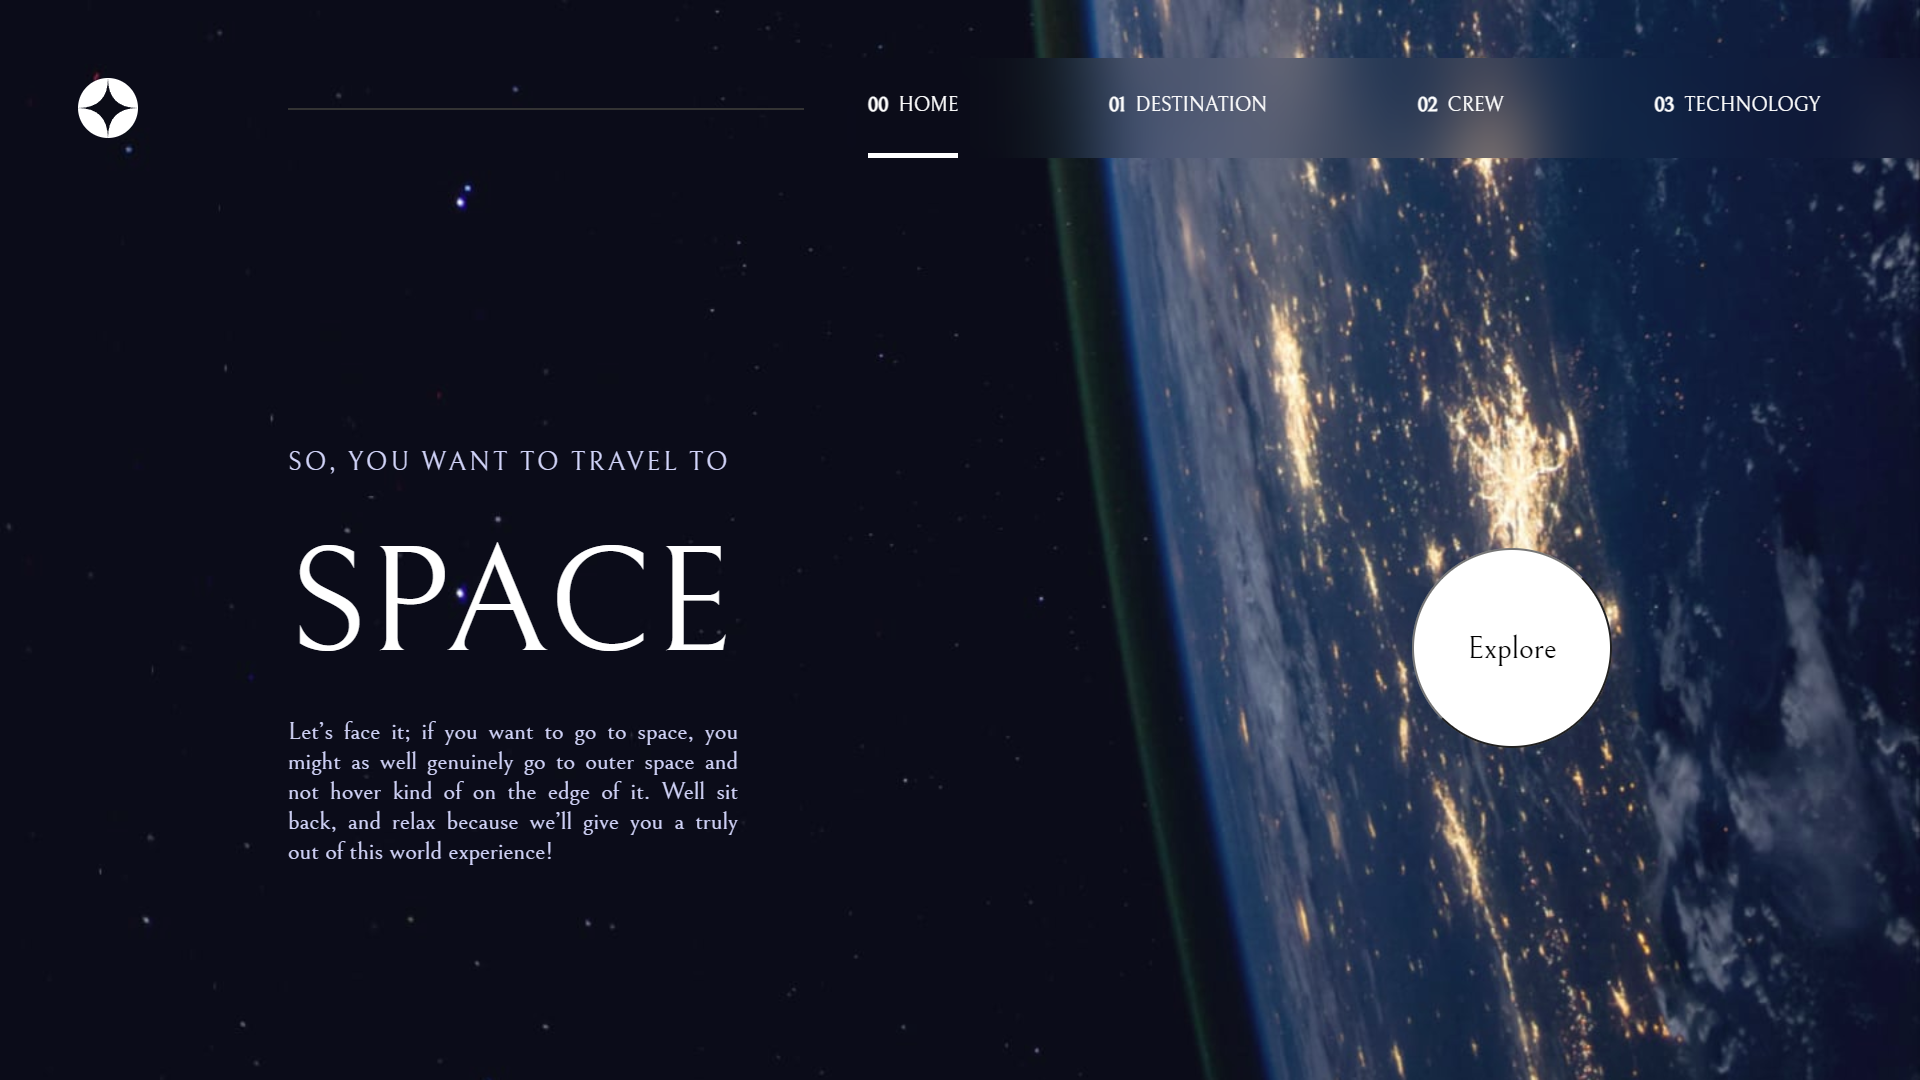 00 HOME 01 DESTINATION 02 CREW 03 TECHNOLOGY
SO, YOU WANT TO TRAVEL TO
SPACE
Let’s face it; if you want to go to space, you
might as well genuinely go to outer space and
not hover kind of on the edge of it. Well sit
back, and relax because we’ll give you a truly
out of this world experience!
Explore